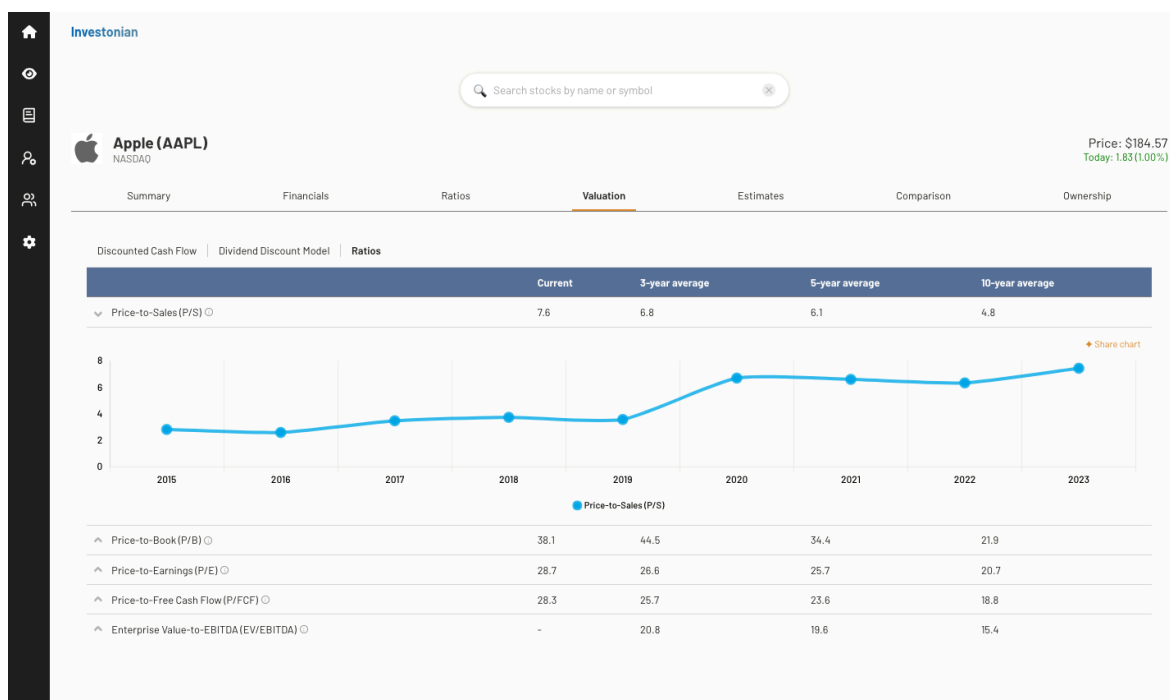 Investonian
Search stocks by name or symbol
Apple (AAPL)
NASDAQ
Price: $184.57
Today: 1.83 (1.00%)
Summary Financials Ratios Valuation Estimates Comparison Ownership
Discounted Cash Flow Dividend Discount Model Ratios
Current 3-year average 5-year average 10-year average
Price-to-Sales (P/S) 7.6 6.8 6.1 4.8
Share chart
8
6
4
2
0
2015 2016 2017 2018 2019 2020 2021 2022 2023
Price-to-Sales (P/S)
Price-to-Book (P/B) 38.1 44.5 34.4 21.9
Price-to-Earnings (P/E) 28.7 26.6 25.7 20.7
Price-to-Free Cash Flow (P/FCF) 28.3 25.7 23.6 18.8
Enterprise Value-to-EBITDA (EV/EBITDA) - 20.8 19.6 15.4